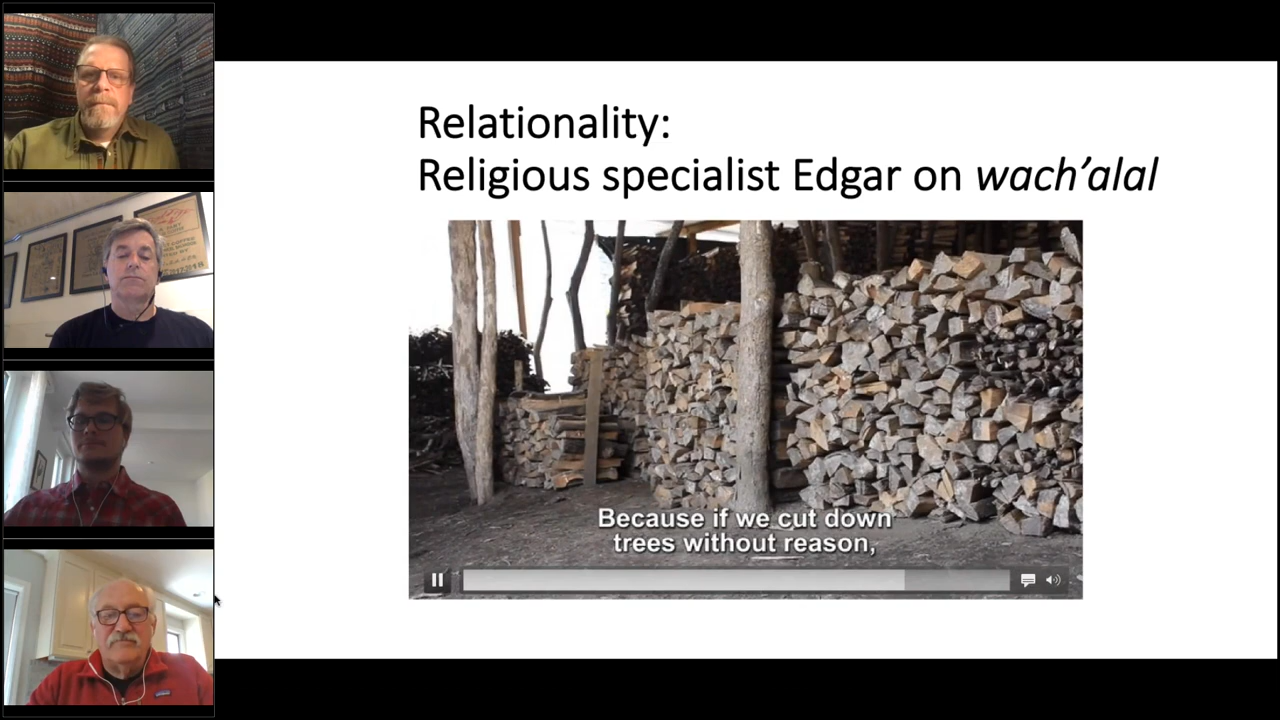 Relationality:
Religious specialist Edgar on wach’alal
Because if we cut down
trees without reason,